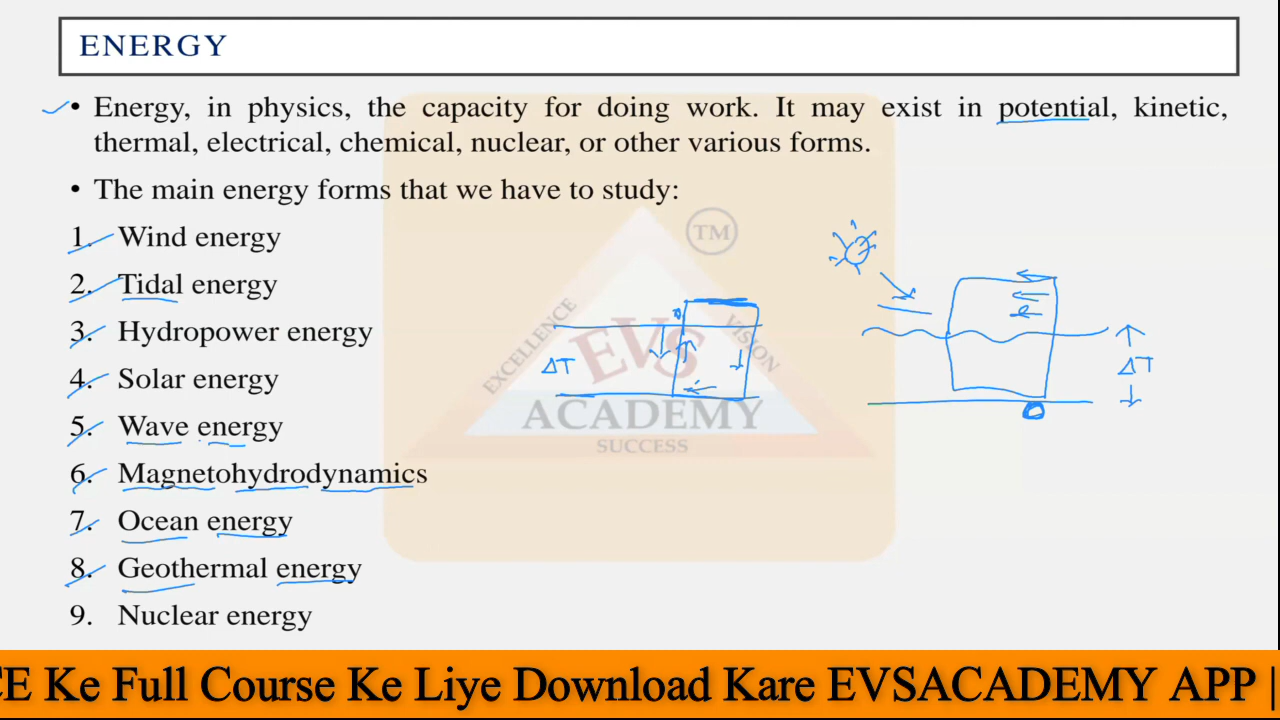 ENERGY
• Energy, in physics, the capacity for doing work. It may exist in potential, kinetic,
thermal, electrical, chemical, nuclear, or other various forms.
• The main energy forms that we have to study:
1. Wind energy
2. Tidal energy
3. Hydropower energy
4. Solar energy
5. Wave energy
6. Magnetohydrodynamics
7. Ocean energy
8. Geothermal energy
9. Nuclear energy
TM
EXCELLENCE
VISION
EVS
ACADEMY
SUCCESS
ΔT
ΔT
CE Ke Full Course Ke Liye Download Kare EVSACADEMY APP |